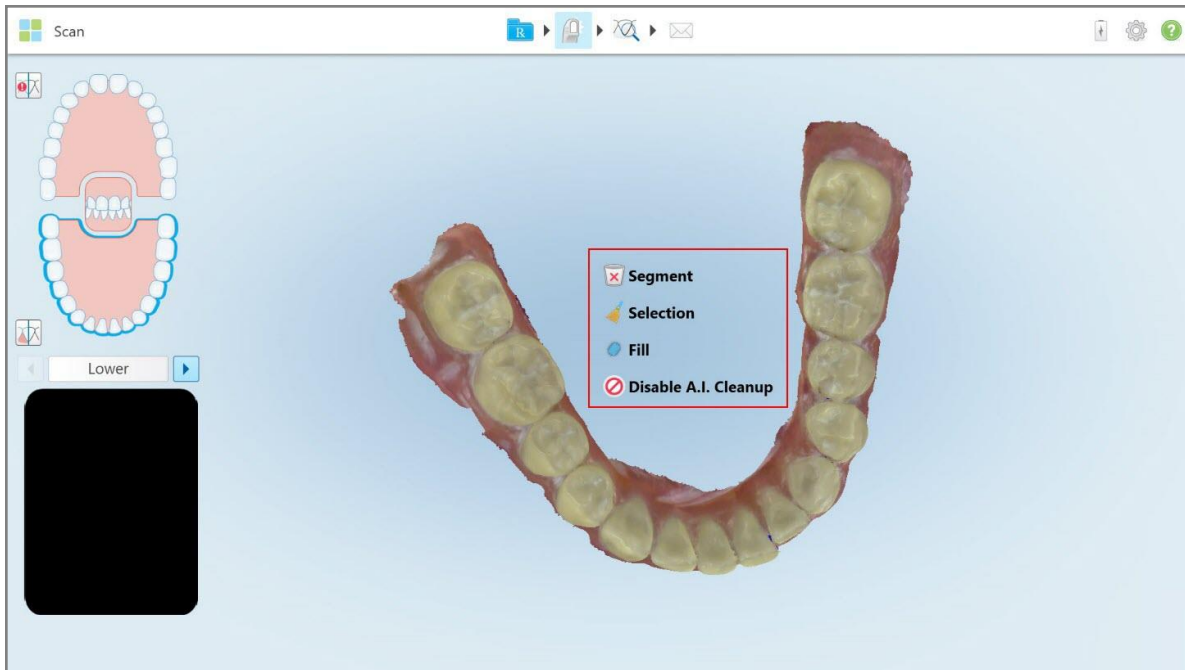 Scan
R
?
Lower
Segment
Selection
Fill
Disable A.I. Cleanup